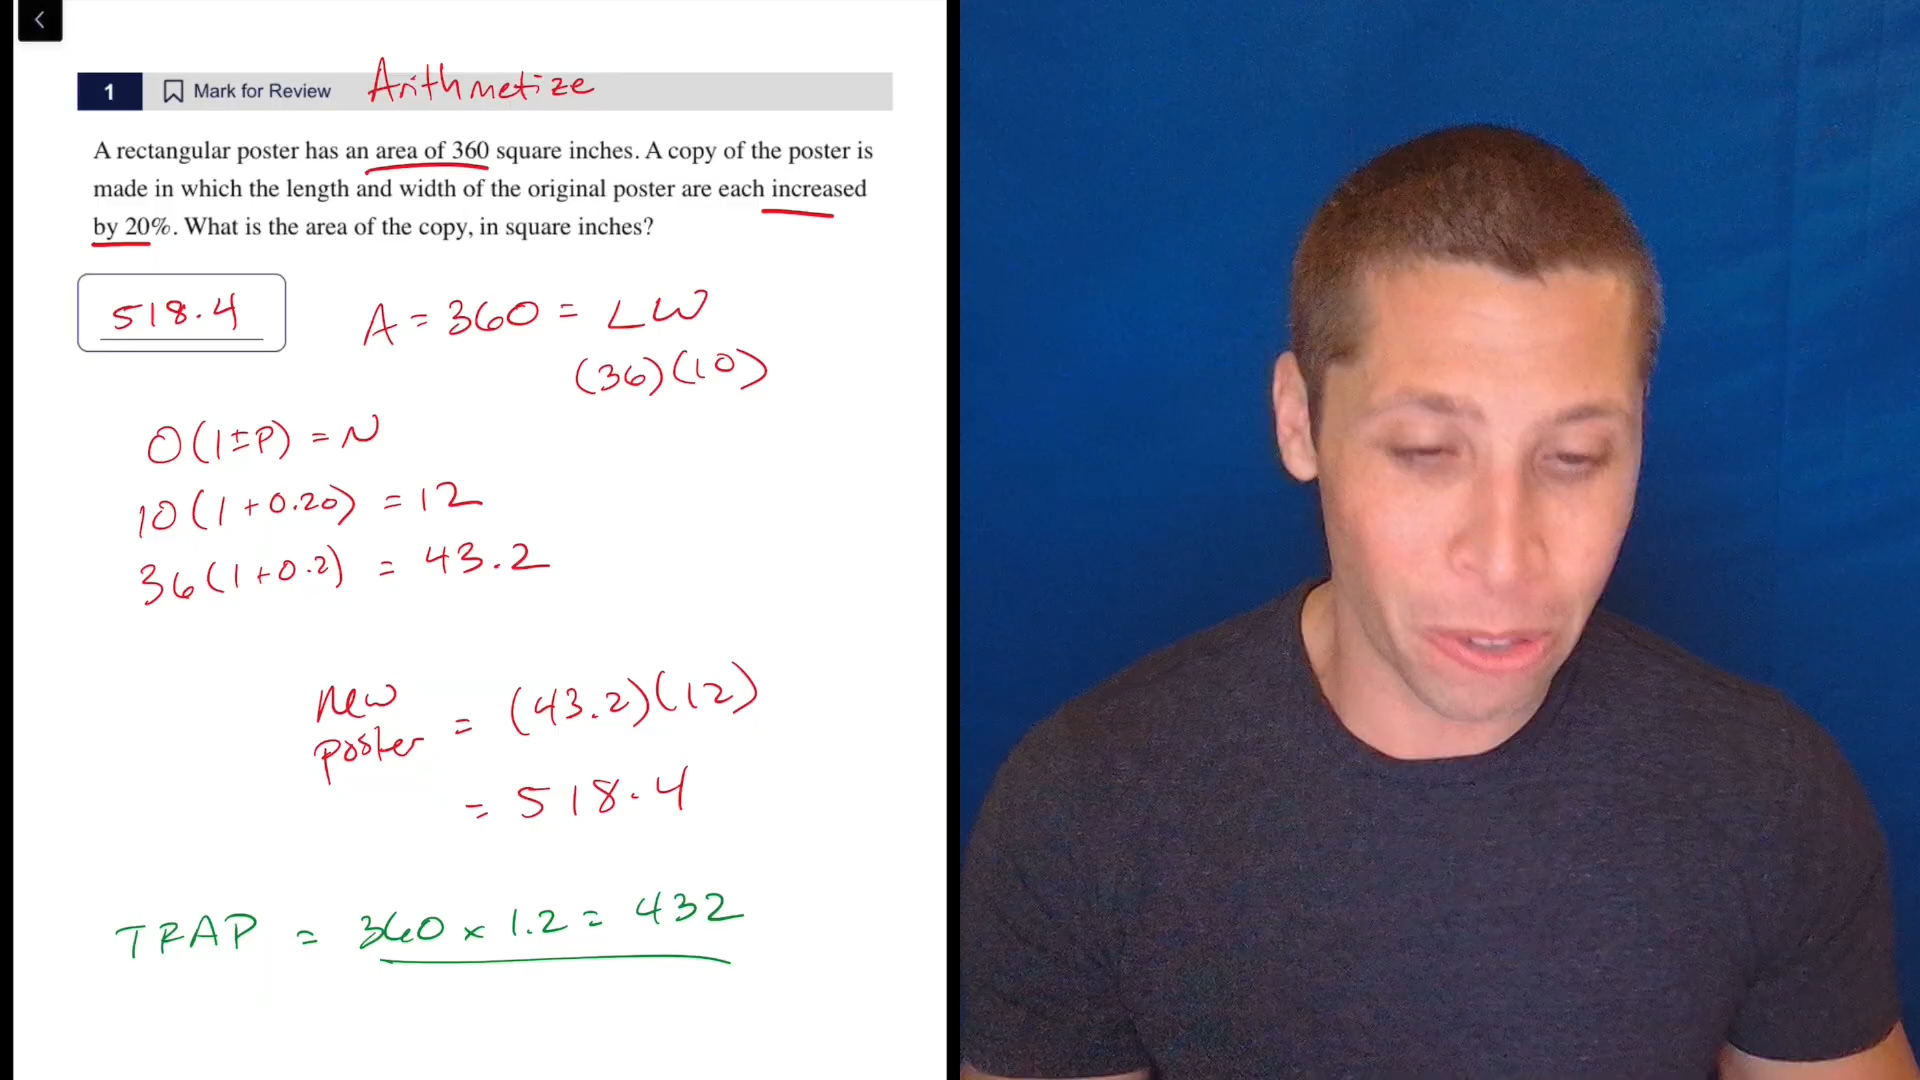 1 Mark for Review Arithmetize
A rectangular poster has an area of 360 square inches. A copy of the poster is
made in which the length and width of the original poster are each increased
by 20%. What is the area of the copy, in square inches?
518.4
A = 360 = LW
(36)(10)
O(1±P) = N
10(1+0.20) = 12
36(1+0.2) = 43.2
new poster = (43.2)(12)
= 518.4
TRAP = 360 × 1.2 = 432